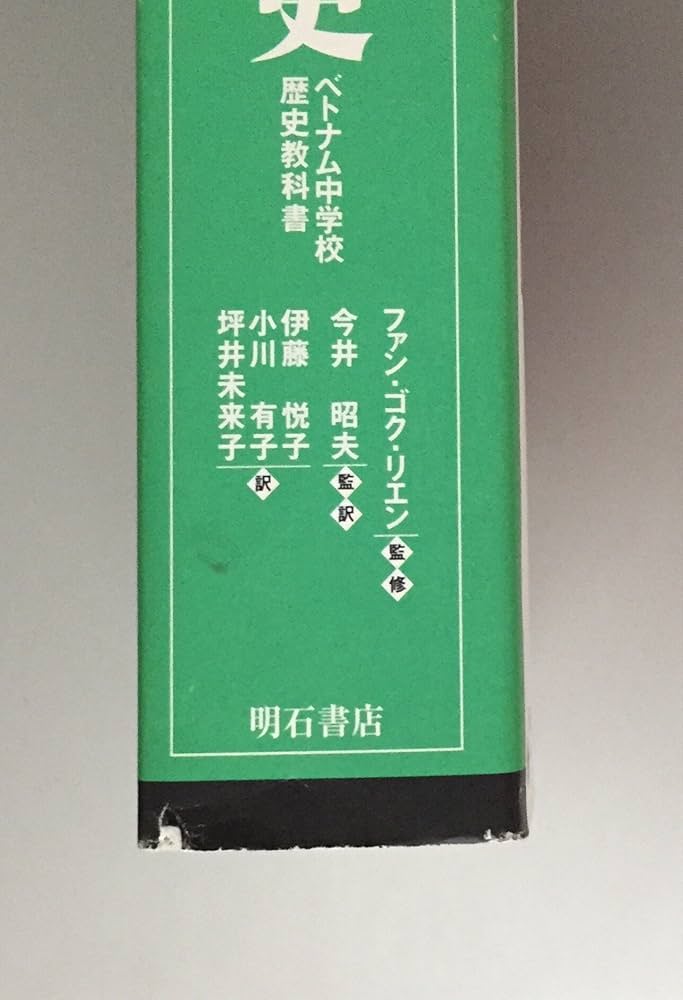 史
ベトナム中学校
歴史教科書
ファン・ゴク・リエン 監修
今井 昭夫 監訳
伊藤 悦子
小川 有子
坪井未来子 訳
明石書店